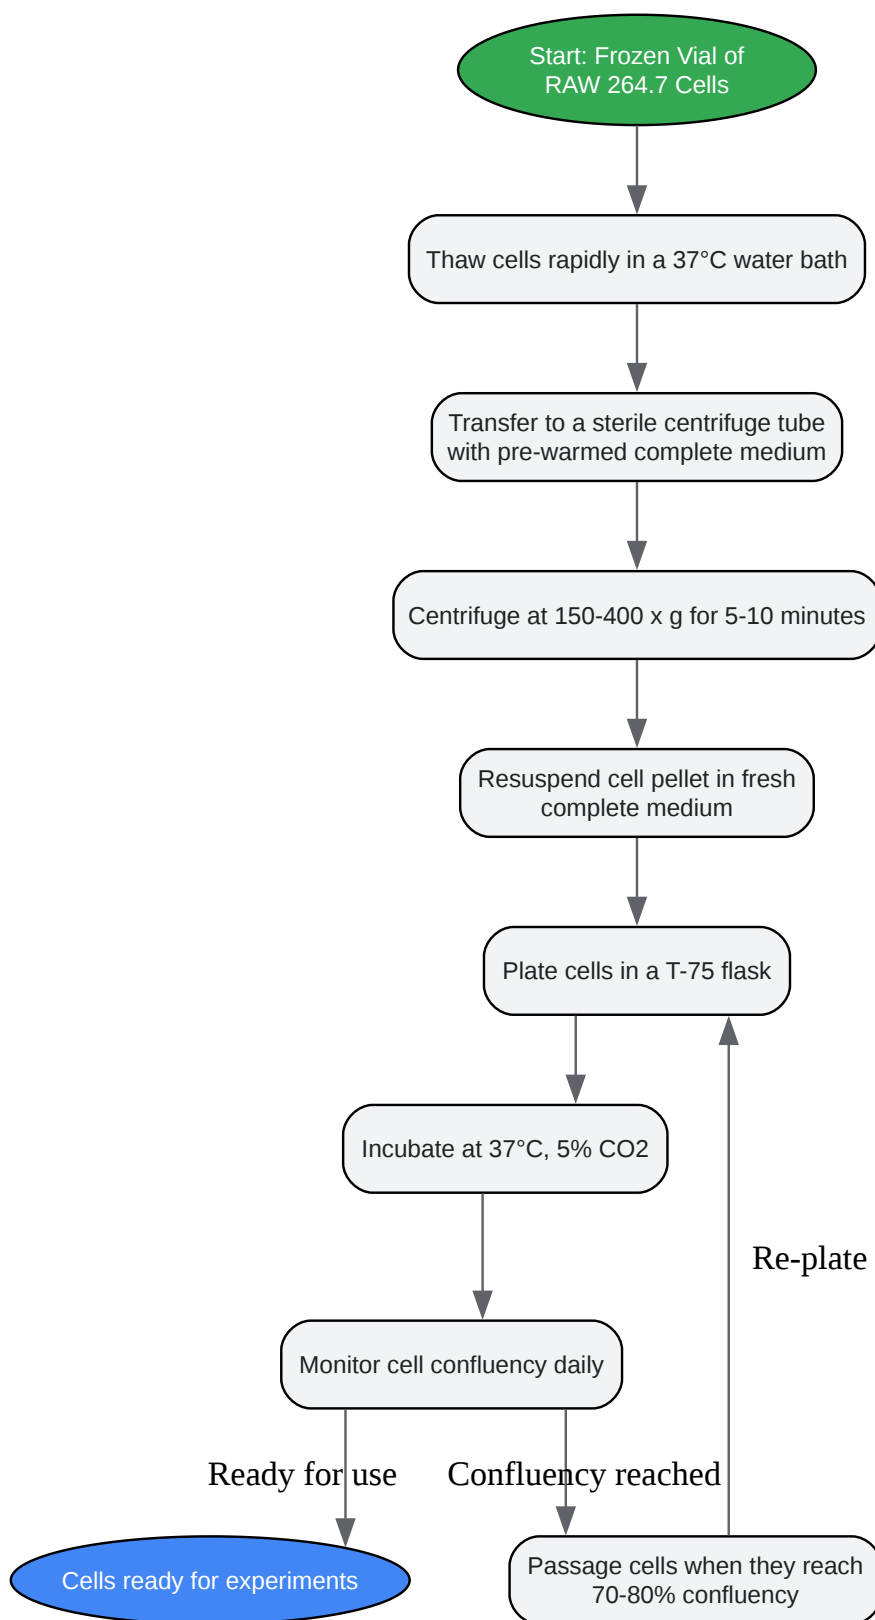 Start: Frozen Vial of
RAW 264.7 Cells
Thaw cells rapidly in a 37°C water bath
Transfer to a sterile centrifuge tube
with pre-warmed complete medium
Centrifuge at 150-400 x g for 5-10 minutes
Resuspend cell pellet in fresh
complete medium
Plate cells in a T-75 flask
Incubate at 37°C, 5% CO2
Re-plate
Monitor cell confluency daily
Ready for use
Confluency reached
Cells ready for experiments
Passage cells when they reach
70-80% confluency